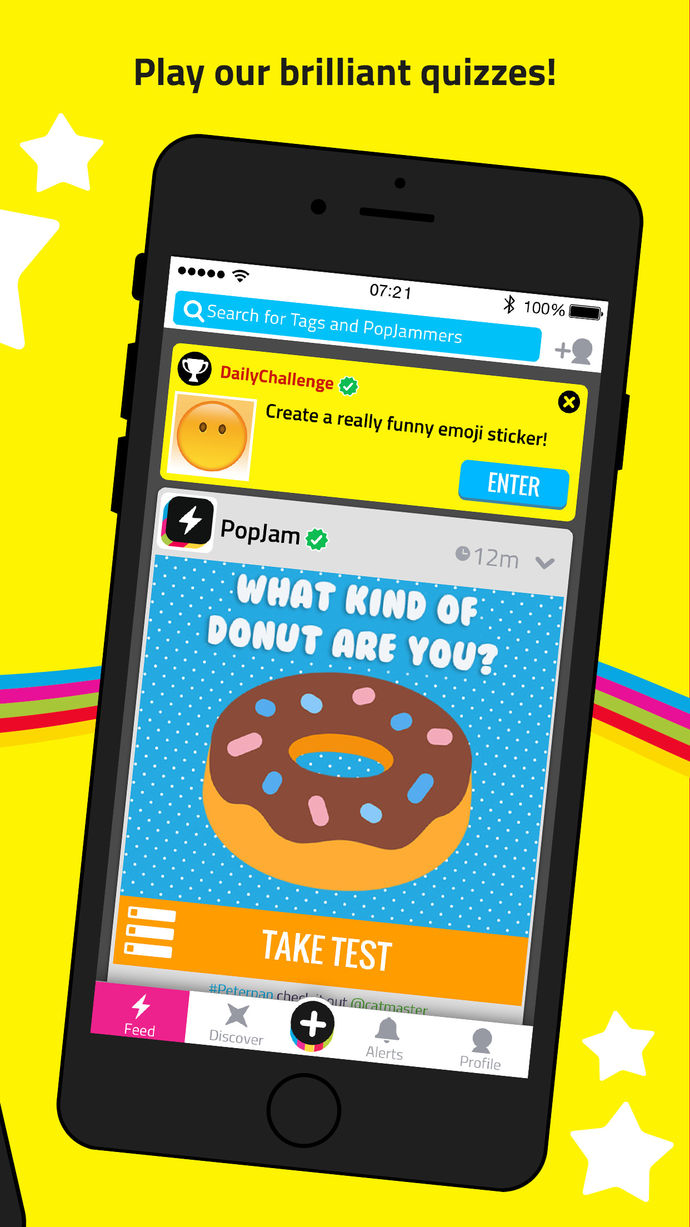 Play our brilliant quizzes!
07:21
100%
Search for Tags and PopJammers
DailyChallenge
Create a really funny emoji sticker!
ENTER
PopJam
12m
WHAT KIND OF
DONUT ARE YOU?
TAKE TEST
#Peterpan check it out @catmaster
Feed
Discover
Alerts
Profile